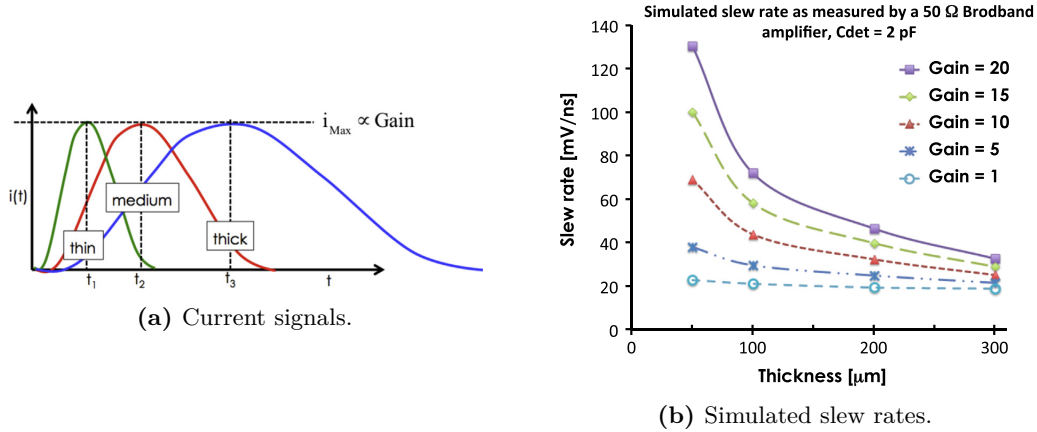 i_Max ∝ Gain
i(t)
medium
thin
thick
t₁
t₂
t₃
t
(a) Current signals.
Simulated slew rate as measured by a 50 Ω Brodband
amplifier, Cdet = 2 pF
Slew rate [mV/ns]
140
120
100
80
60
40
20
0
Gain = 20
Gain = 15
Gain = 10
Gain = 5
Gain = 1
0
100
200
300
Thickness [μm]
(b) Simulated slew rates.